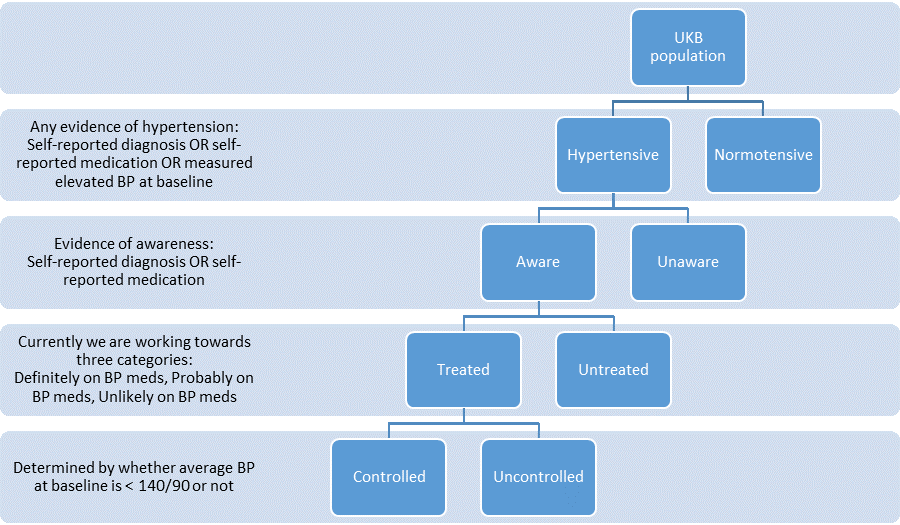 UKB
population
Any evidence of hypertension:
Self-reported diagnosis OR self-
reported medication OR measured
elevated BP at baseline
Hypertensive
Normotensive
Evidence of awareness:
Self-reported diagnosis OR self-
reported medication
Aware
Unaware
Currently we are working towards
three categories:
Definitely on BP meds, Probably on
BP meds, Unlikely on BP meds
Treated
Untreated
Determined by whether average BP
at baseline is < 140/90 or not
Controlled
Uncontrolled